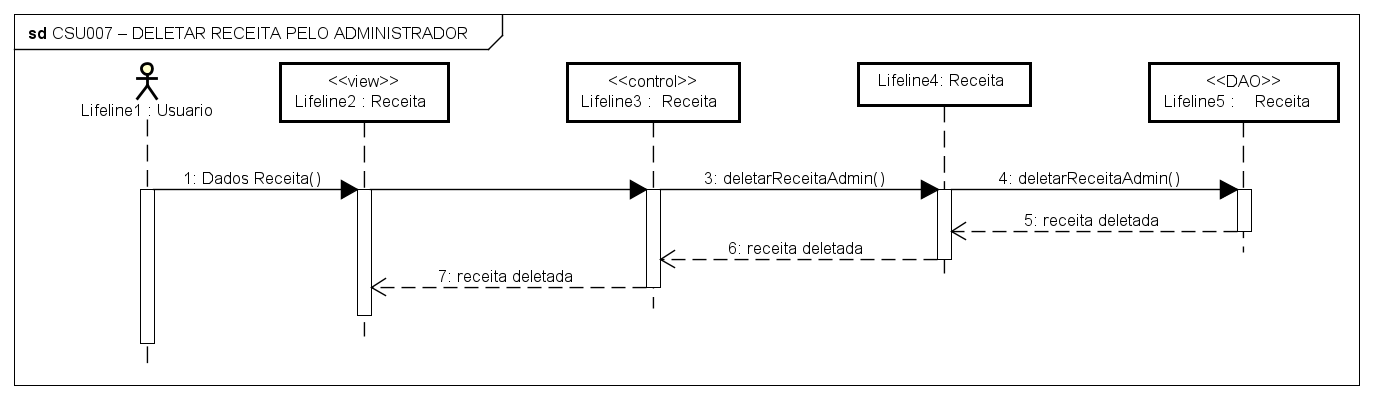 sd CSU007 – DELETAR RECEITA PELO ADMINISTRADOR
Lifeline1 : Usuario
<<view>>
Lifeline2 : Receita
<<control>>
Lifeline3 : Receita
Lifeline4: Receita
<<DAO>>
Lifeline5 : Receita
1: Dados Receita()
3: deletarReceitaAdmin()
4: deletarReceitaAdmin()
5: receita deletada
6: receita deletada
7: receita deletada